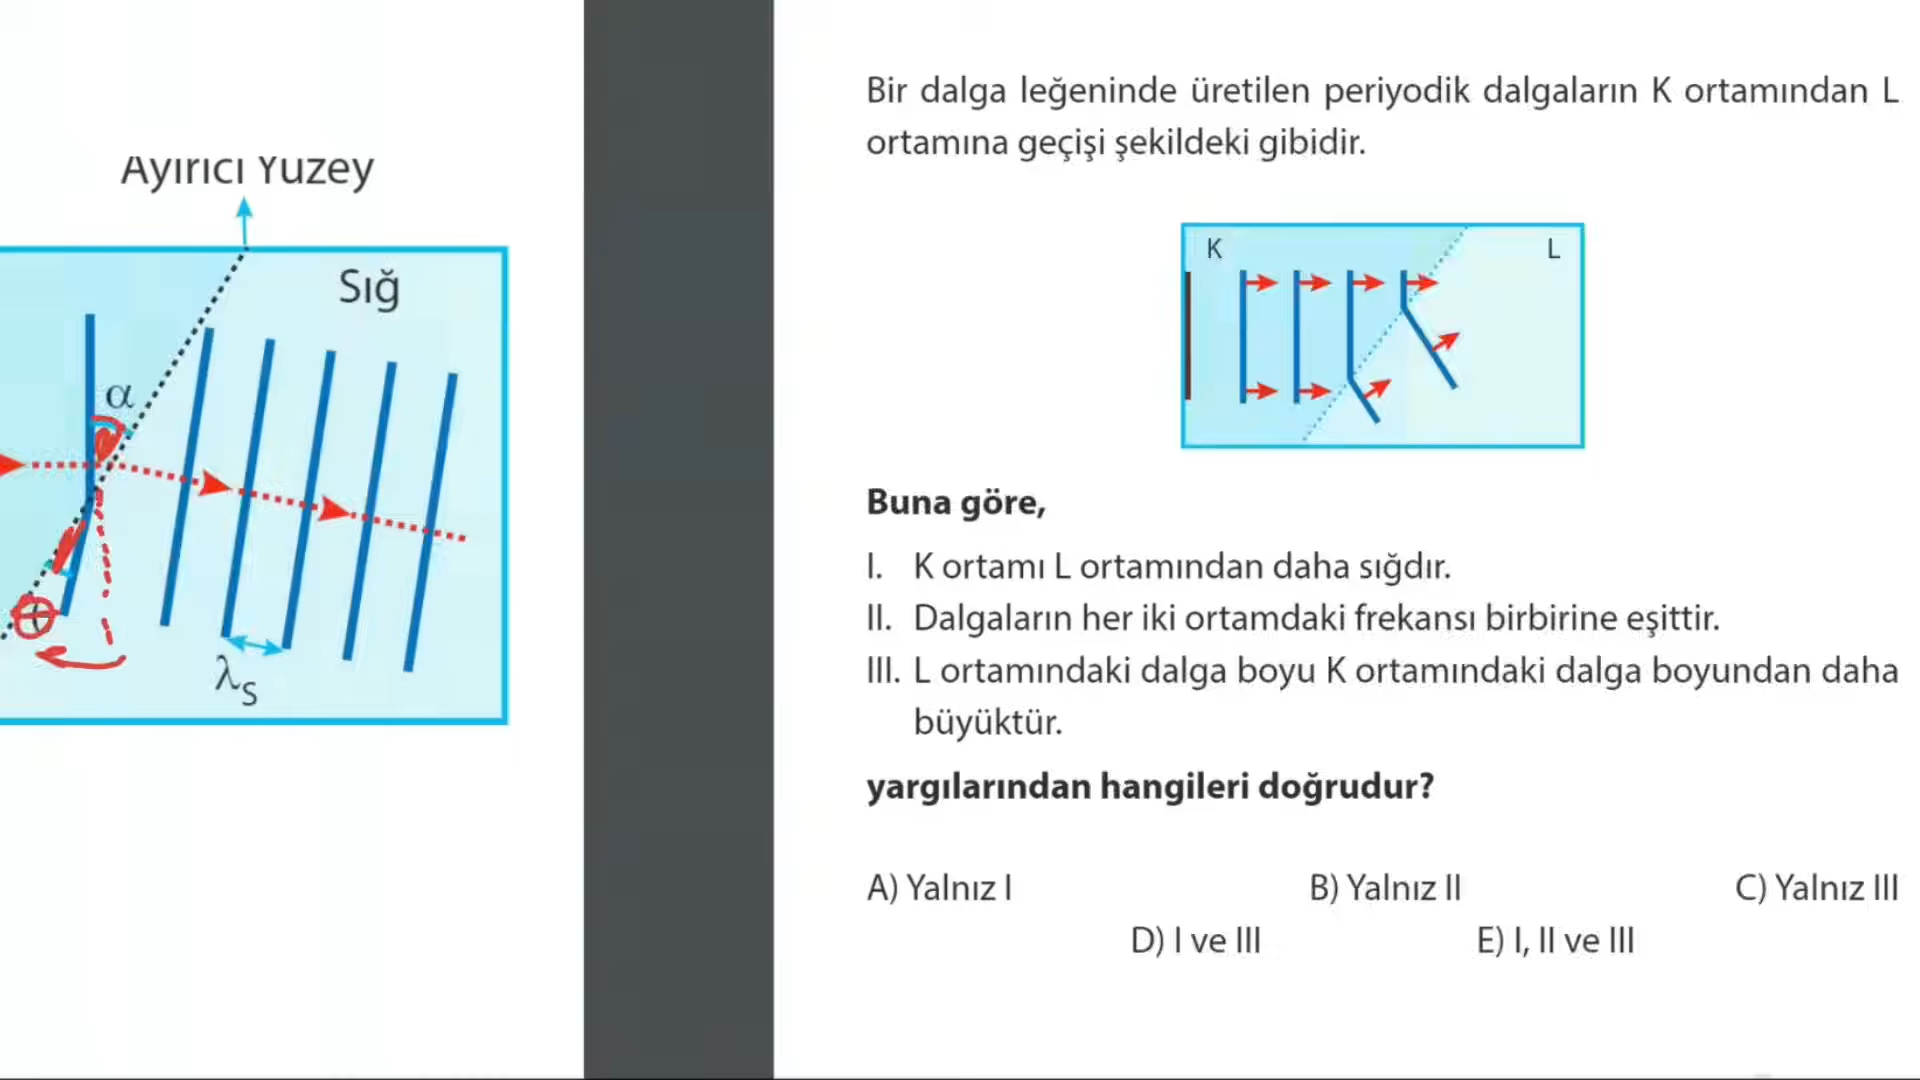 Ayırıcı Yuzey
Sığ
α
λS
Bir dalga leğeninde üretilen periyodik dalgaların K ortamından L
ortamına geçişi şekildeki gibidir.
K L
Buna göre,
I. K ortamı L ortamından daha sığdır.
II. Dalgaların her iki ortamdaki frekansı birbirine eşittir.
III. L ortamındaki dalga boyu K ortamındaki dalga boyundan daha
büyüktür.
yargılarından hangileri doğrudur?
A) Yalnız I B) Yalnız II C) Yalnız III
D) I ve III E) I, II ve III